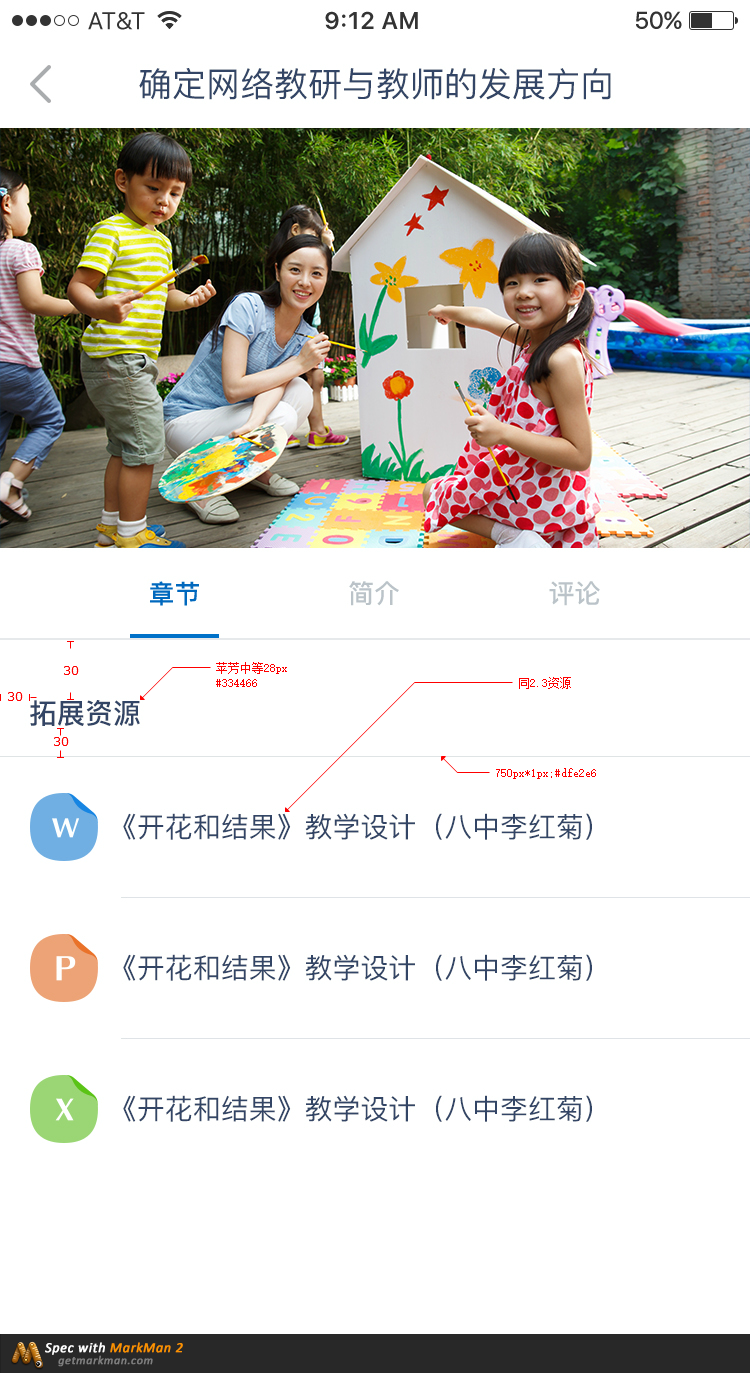 AT&T 9:12 AM 50%
确定网络教研与教师的发展方向
章节 简介 评论
30
苹芳中等28px
#334466
同2.3资源
30
拓展资源
30
750px*1px;#dfe2e6
W 《开花和结果》教学设计（八中李红菊）
P 《开花和结果》教学设计（八中李红菊）
X 《开花和结果》教学设计（八中李红菊）
Spec with MarkMan 2
getmarkman.com